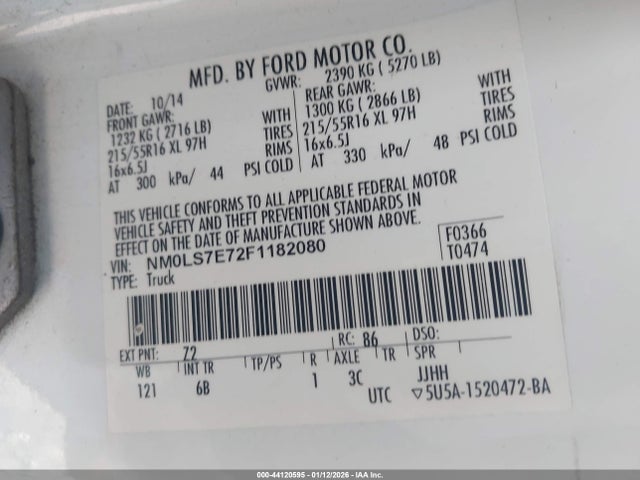 MFD. BY FORD MOTOR CO.
DATE: 10/14 GVWR: 2390 KG ( 5270 LB)
FRONT GAWR: WITH REAR GAWR: WITH
1232 KG ( 2716 LB) TIRES 1300 KG ( 2866 LB) TIRES
215/55R16 XL 97H RIMS 215/55R16 XL 97H RIMS
16x6.5J 16x6.5J
AT 300 kPa/ 44 PSI COLD AT 330 kPa/ 48 PSI COLD
THIS VEHICLE CONFORMS TO ALL APPLICABLE FEDERAL MOTOR
VEHICLE SAFETY AND THEFT PREVENTION STANDARDS IN
EFFECT ON THE DATE OF MANUFACTURE SHOWN ABOVE.
VIN: NM0LS7E72F1182080 F0366
TYPE: Truck T0474
EXT PNT: Z2 RC: 86 DSO:
WB INT TR TP/PS R AXLE TR SPR
121 6B 1 3C JJHH
UTC ▽5U5A-1520472-BA
000-44120595 - 01/12/2026 - IAA Inc.